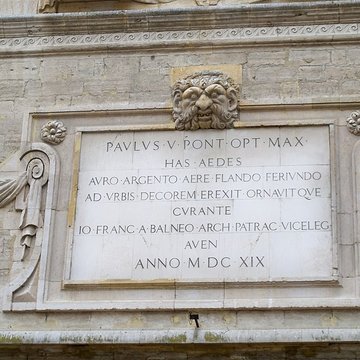 PAVLVS · V · PONT · OPT · MAX ·
HAS · AEDES
AVRO · ARGENTO · AERE · FLANDO · FERIVNDO
AD · VRBIS · DECOREM · EREXIT · ORNAVITQVE
CVRANTE
IO · FRANC · A · BALNEO · ARCH · PATRAC · VICELEG
AVEN
ANNO · M · DC · XIX